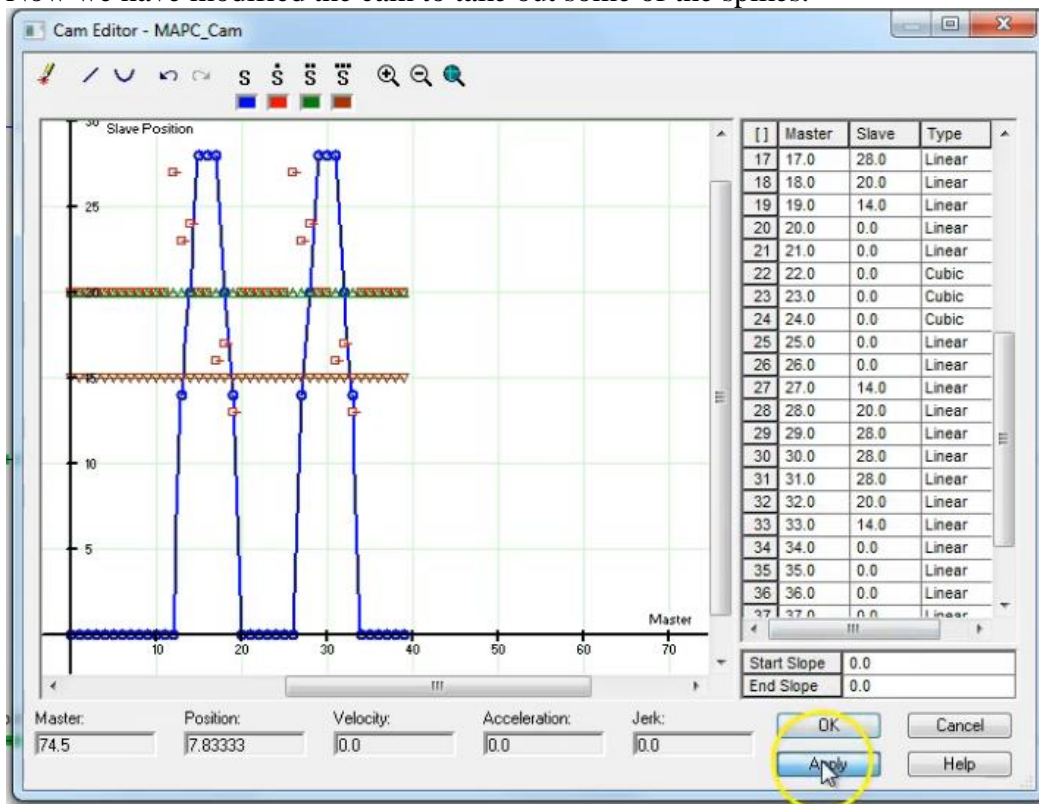 Now we have modified the cam to take out some of the spikes.
Cam Editor - MAPC_Cam
S S S S
30 Slave Position
25
20
15
10
5
10 20 30 40 50 60 70
Master
[ ] Master Slave Type
17 17.0 28.0 Linear
18 18.0 20.0 Linear
19 19.0 14.0 Linear
20 20.0 0.0 Linear
21 21.0 0.0 Linear
22 22.0 0.0 Cubic
23 23.0 0.0 Cubic
24 24.0 0.0 Cubic
25 25.0 0.0 Linear
26 26.0 0.0 Linear
27 27.0 14.0 Linear
28 28.0 20.0 Linear
29 29.0 28.0 Linear
30 30.0 28.0 Linear
31 31.0 28.0 Linear
32 32.0 20.0 Linear
33 33.0 14.0 Linear
34 34.0 0.0 Linear
35 35.0 0.0 Linear
36 36.0 0.0 Linear
37 37.0 0.0 Linear
Start Slope 0.0
End Slope 0.0
Master: Position: Velocity: Acceleration: Jerk:
74.5 7.83333 0.0 0.0 0.0
OK Cancel
Apply Help